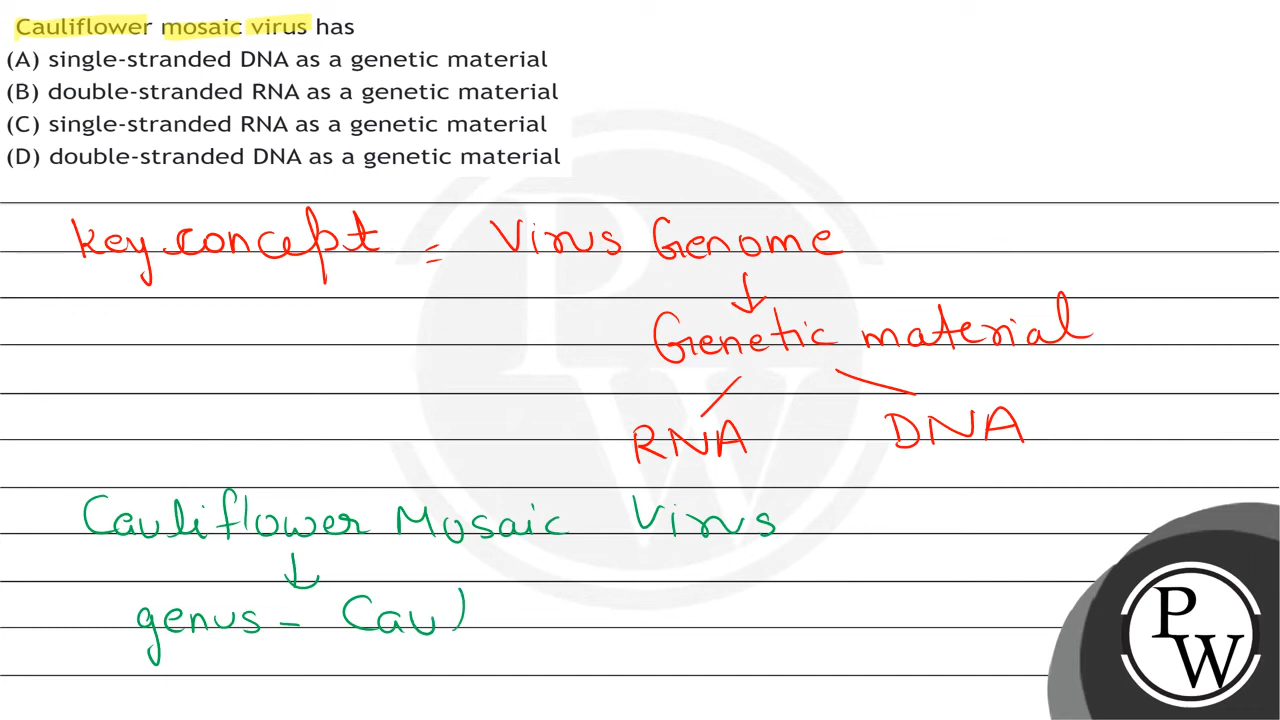 Cauliflower mosaic virus has
(A) single-stranded DNA as a genetic material
(B) double-stranded RNA as a genetic material
(C) single-stranded RNA as a genetic material
(D) double-stranded DNA as a genetic material
key concept = Virus Genome
↓
Genetic material
RNA DNA
Cauliflower Mosaic Virus
↓
genus - Caul
P
W